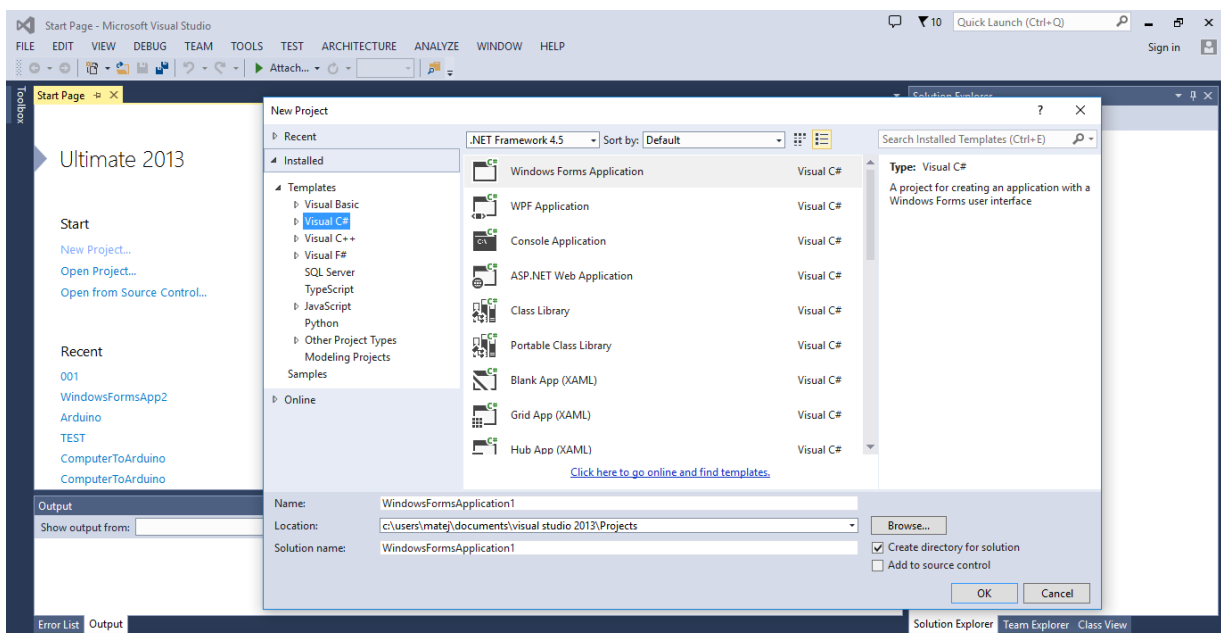 Start Page - Microsoft Visual Studio
10
Quick Launch (Ctrl+Q)
FILE EDIT VIEW DEBUG TEAM TOOLS TEST ARCHITECTURE ANALYZE WINDOW HELP
Sign in
Attach...
Toolbox
Start Page
Solution Explorer
Ultimate 2013
Start
New Project...
Open Project...
Open from Source Control...
Recent
001
WindowsFormsApp2
Arduino
TEST
ComputerToArduino
ComputerToArduino
New Project
?
Recent
Installed
Templates
Visual Basic
Visual C#
Visual C++
Visual F#
SQL Server
TypeScript
JavaScript
Python
Other Project Types
Modeling Projects
Samples
Online
.NET Framework 4.5
Sort by: Default
Search Installed Templates (Ctrl+E)
Windows Forms Application Visual C#
WPF Application Visual C#
Console Application Visual C#
ASP.NET Web Application Visual C#
Class Library Visual C#
Portable Class Library Visual C#
Blank App (XAML) Visual C#
Grid App (XAML) Visual C#
Hub App (XAML) Visual C#
Click here to go online and find templates.
Type: Visual C#
A project for creating an application with a
Windows Forms user interface
Name: WindowsFormsApplication1
Location: c:\users\matej\documents\visual studio 2013\Projects
Browse...
Solution name: WindowsFormsApplication1
Create directory for solution
Add to source control
OK Cancel
Output
Show output from:
Error List Output
Solution Explorer Team Explorer Class View